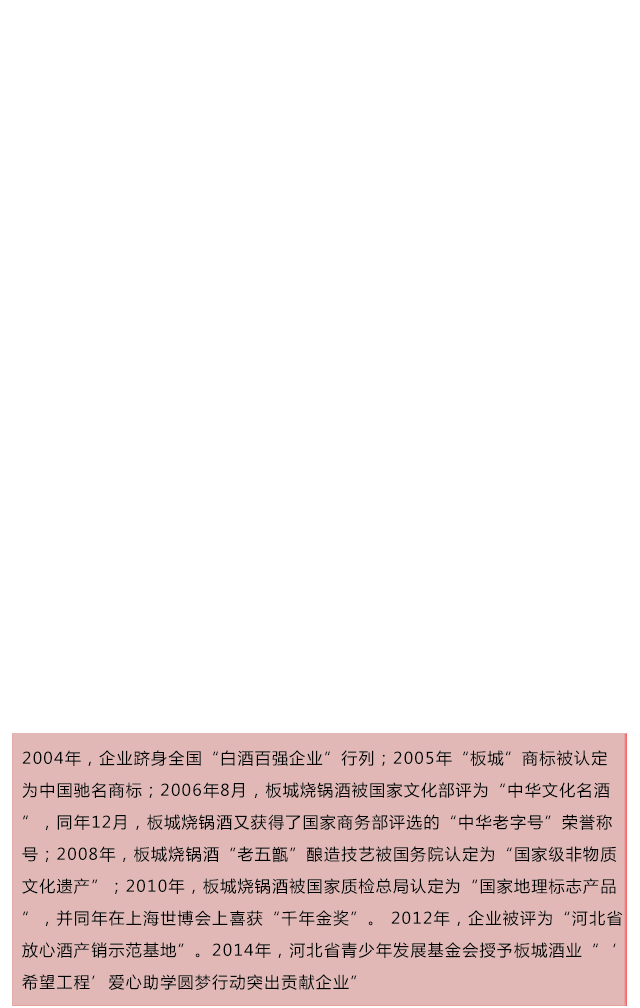 2004年，企业跻身全国“白酒百强企业”行列；2005年“板城”商标被认定
为中国驰名商标；2006年8月，板城烧锅酒被国家文化部评为“中华文化名酒
”，同年12月，板城烧锅酒又获得了国家商务部评选的“中华老字号”荣誉称
号；2008年，板城烧锅酒“老五甑”酿造技艺被国务院认定为“国家级非物质
文化遗产”；2010年，板城烧锅酒被国家质检总局认定为“国家地理标志产品
”，并同年在上海世博会上喜获“千年金奖”。 2012年，企业被评为“河北省
放心酒产销示范基地”。2014年，河北省青少年发展基金会授予板城酒业“‘
希望工程’爱心助学圆梦行动突出贡献企业”